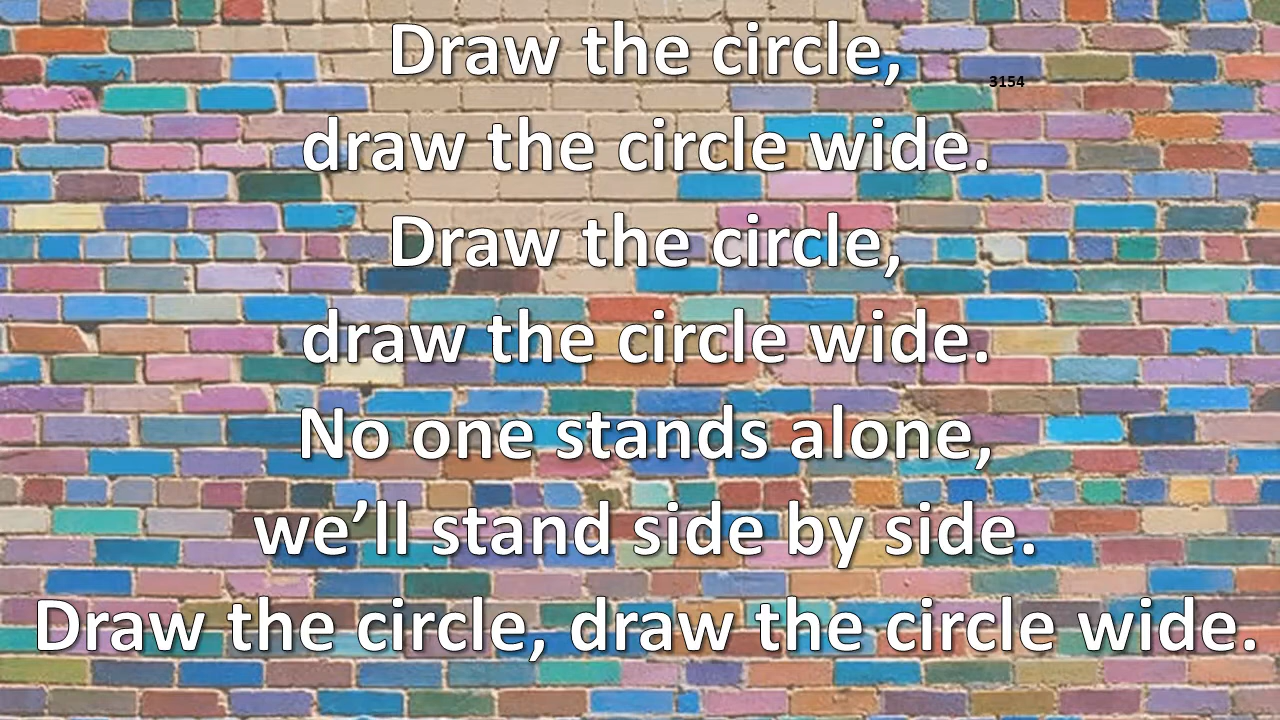 Draw the circle,
3154
draw the circle wide.
Draw the circle,
draw the circle wide.
No one stands alone,
we’ll stand side by side.
Draw the circle, draw the circle wide.